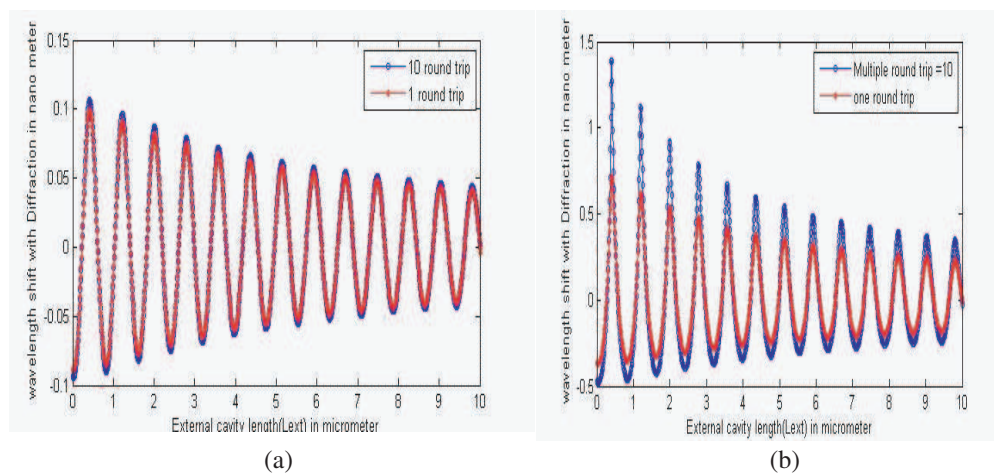 wavelength shift with Diffraction in nano meter
0.15
0.1
0.05
0
-0.05
-0.1
10 round trip
1 round trip
0 1 2 3 4 5 6 7 8 9 10
External cavity length(Lext) in micrometer
(a)
wavelength shift with Diffraction in nano meter
1.5
1
0.5
0
-0.5
Multiple round trip =10
one round trip
0 1 2 3 4 5 6 7 8 9 10
External cavity length(Lext) in micrometer
(b)